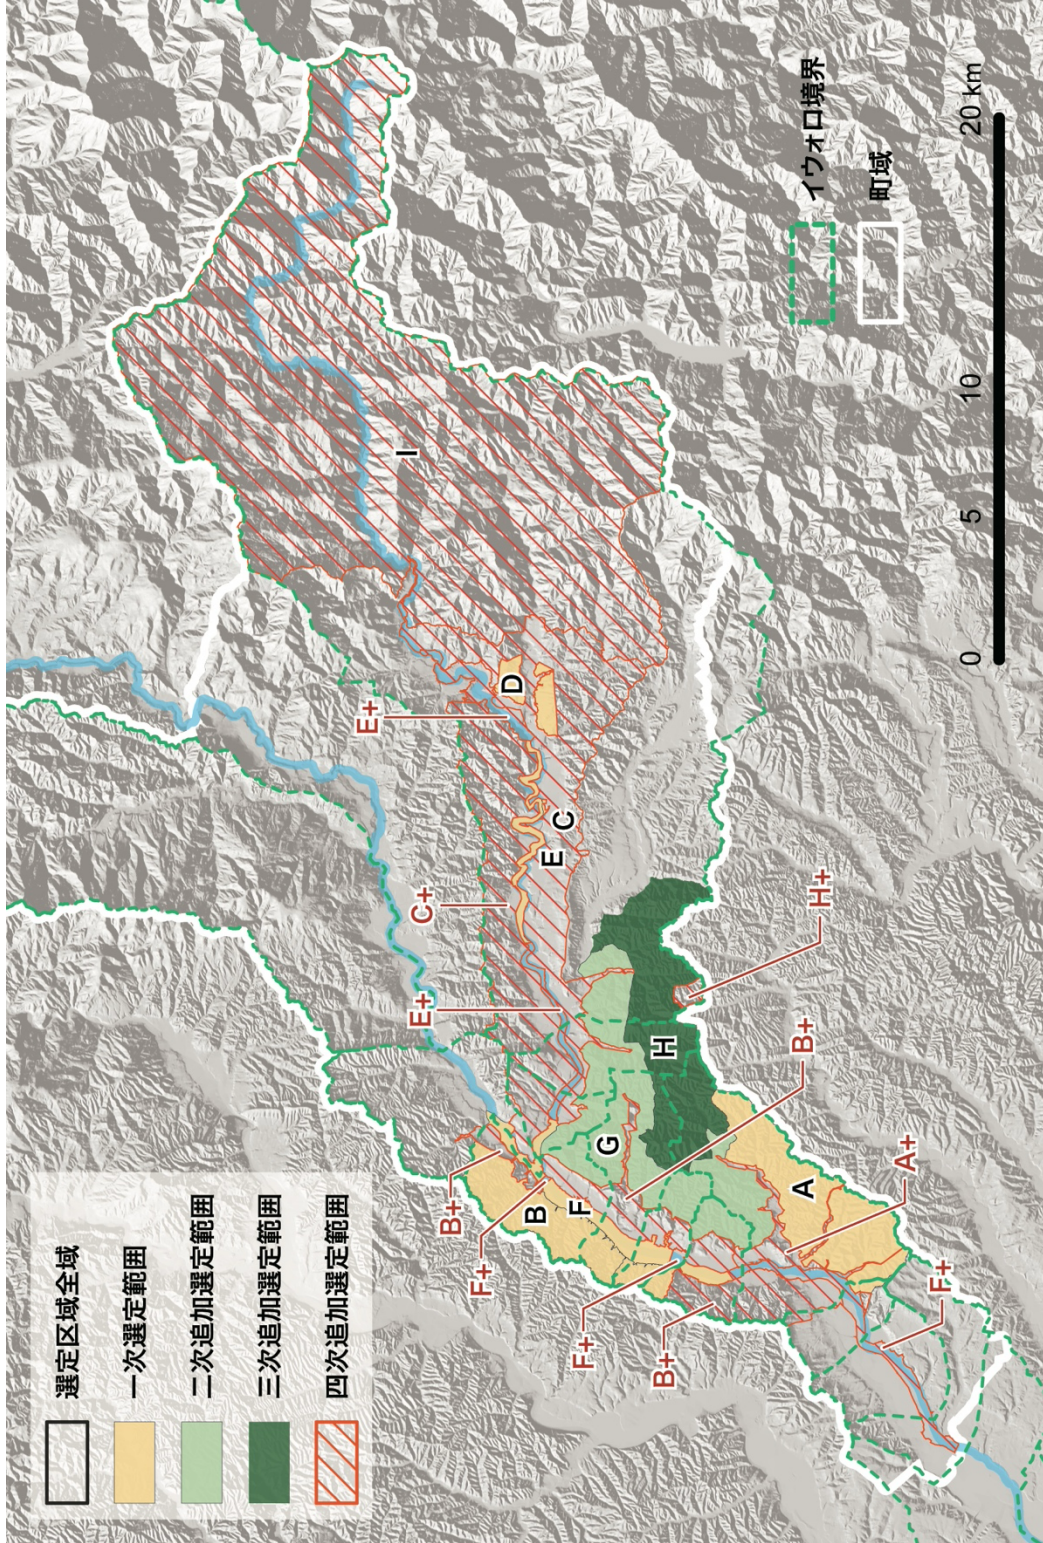 選定区域全域
一次選定範囲
二次追加選定範囲
三次追加選定範囲
四次追加選定範囲
B+
F+
F+
B+
B
F
G
E+
C+
E+
E
C
D
I
H
A
B+
H+
A+
F+
イウォロ境界
町域
0
5
10
20 km